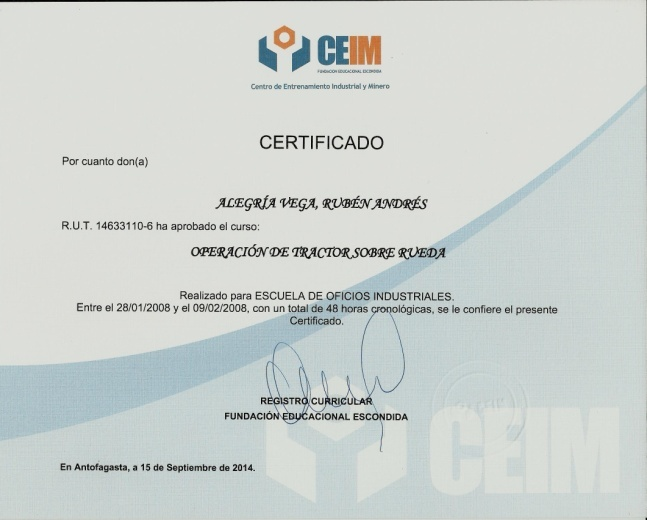 CEIM
FUNDACION EDUCACIONAL ESCONDIDA
Centro de Entrenamiento Industrial y Minero
CERTIFICADO
Por cuanto don(a)
ALEGRÍA VEGA, RUBÉN ANDRÉS
R.U.T. 14633110-6 ha aprobado el curso:
OPERACIÓN DE TRACTOR SOBRE RUEDA
Realizado para ESCUELA DE OFICIOS INDUSTRIALES.
Entre el 28/01/2008 y el 09/02/2008, con un total de 48 horas cronológicas, se le confiere el presente
Certificado.
REGISTRO CURRICULAR
FUNDACIÓN EDUCACIONAL ESCONDIDA
CEIM
En Antofagasta, a 15 de Septiembre de 2014.